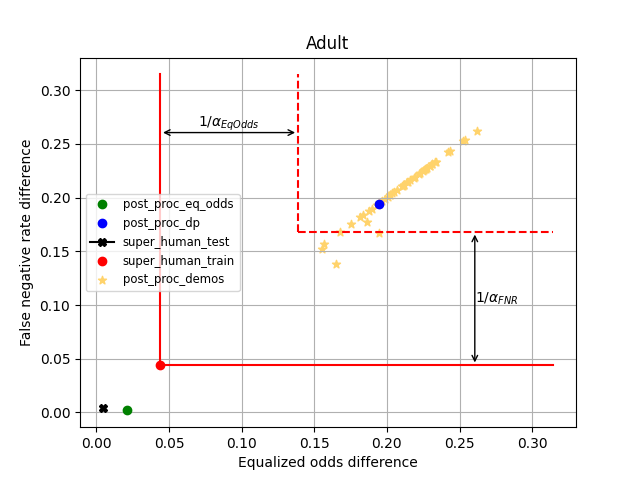 Adult
0.30
0.25
0.20
0.15
0.10
0.05
0.00
False negative rate difference
1/α_EqOdds
post_proc_eq_odds
post_proc_dp
super_human_test
super_human_train
post_proc_demos
1/α_FNR
0.00 0.05 0.10 0.15 0.20 0.25 0.30
Equalized odds difference